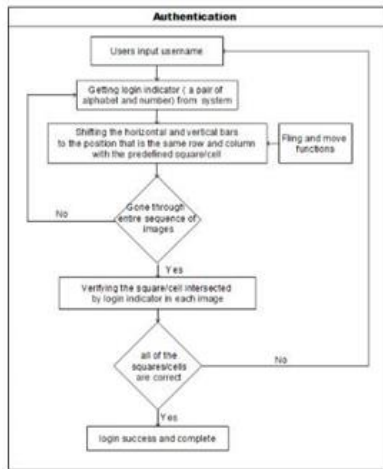 Authentication
Users input username
Getting login indicator ( a pair of
alphabet and number) from system
Shifting the horizontal and vertical bars
to the position that is the same row and column
with the predefined square/cell
Fling and move
functions
Gone through
entire sequence of
images
No
Yes
Verifying the square/cell intersected
by login indicator in each image
all of the
squares/cells
are correct
No
Yes
login success and complete